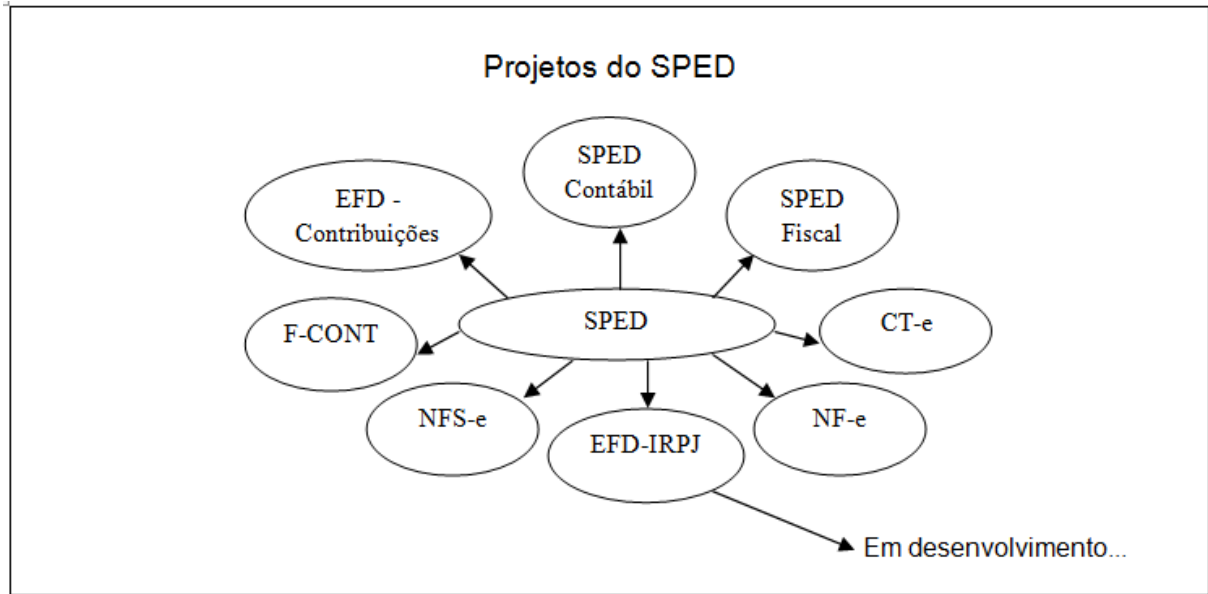 Projetos do SPED
SPED
Contábil
EFD -
Contribuições
SPED
Fiscal
SPED
F-CONT
CT-e
NFS-e
EFD-IRPJ
NF-e
Em desenvolvimento...